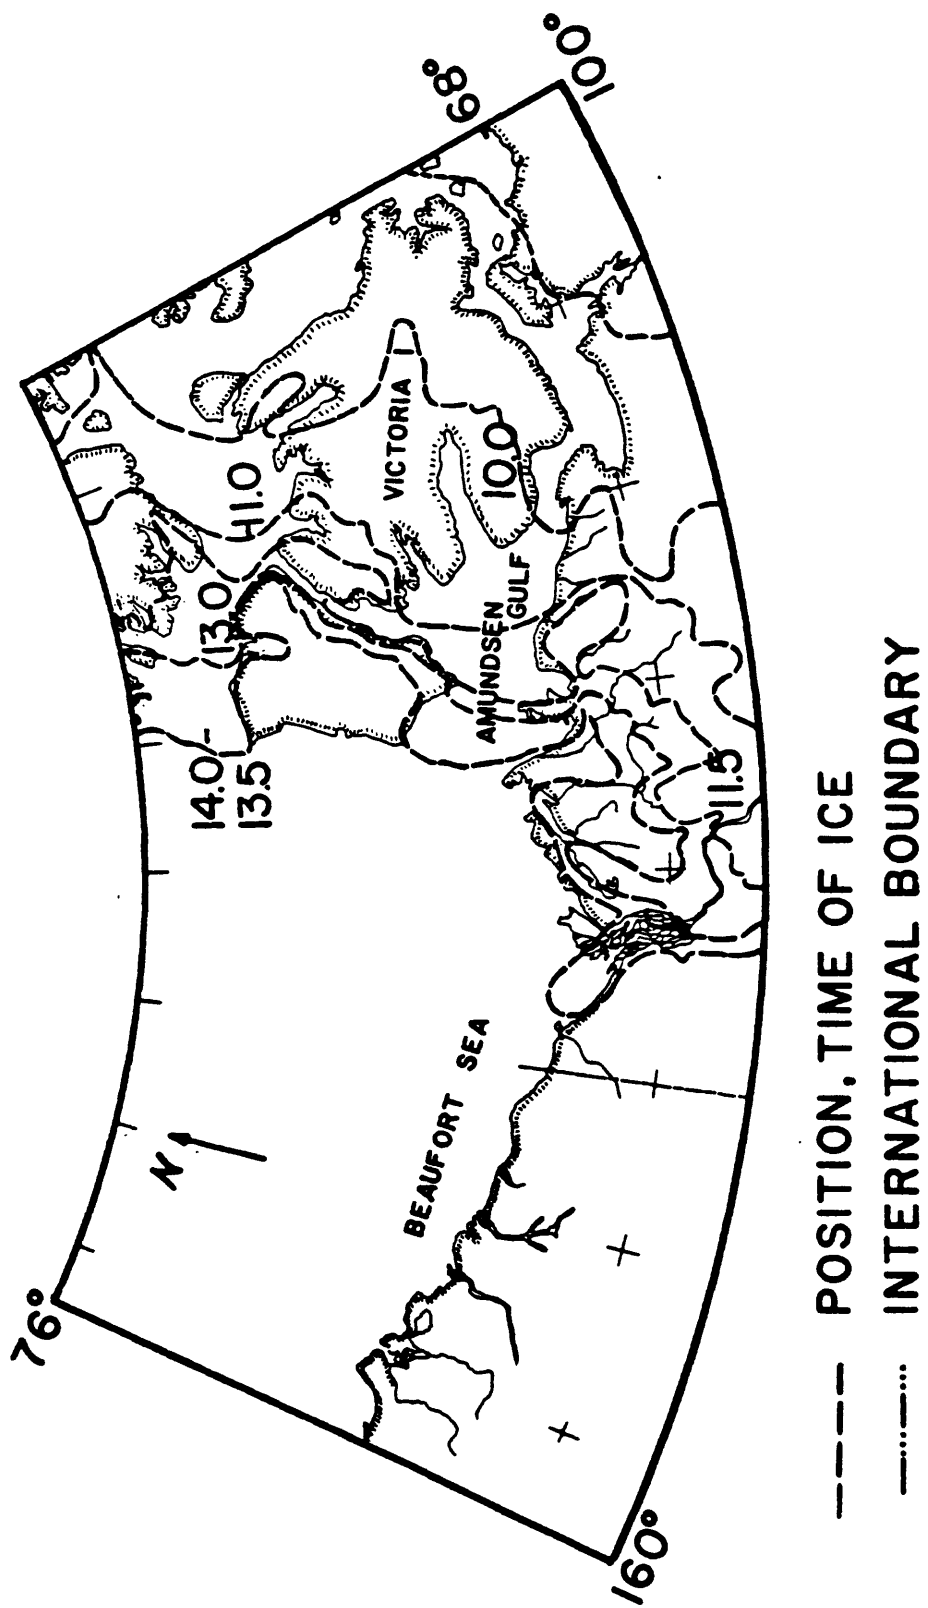 76°
68°
100°
160°
N
BEAUFORT SEA
14.0-
13.5
13.0
11.0
VICTORIA
10.0
AMUNDSEN
GULF
11.5
POSITION, TIME OF ICE
INTERNATIONAL BOUNDARY